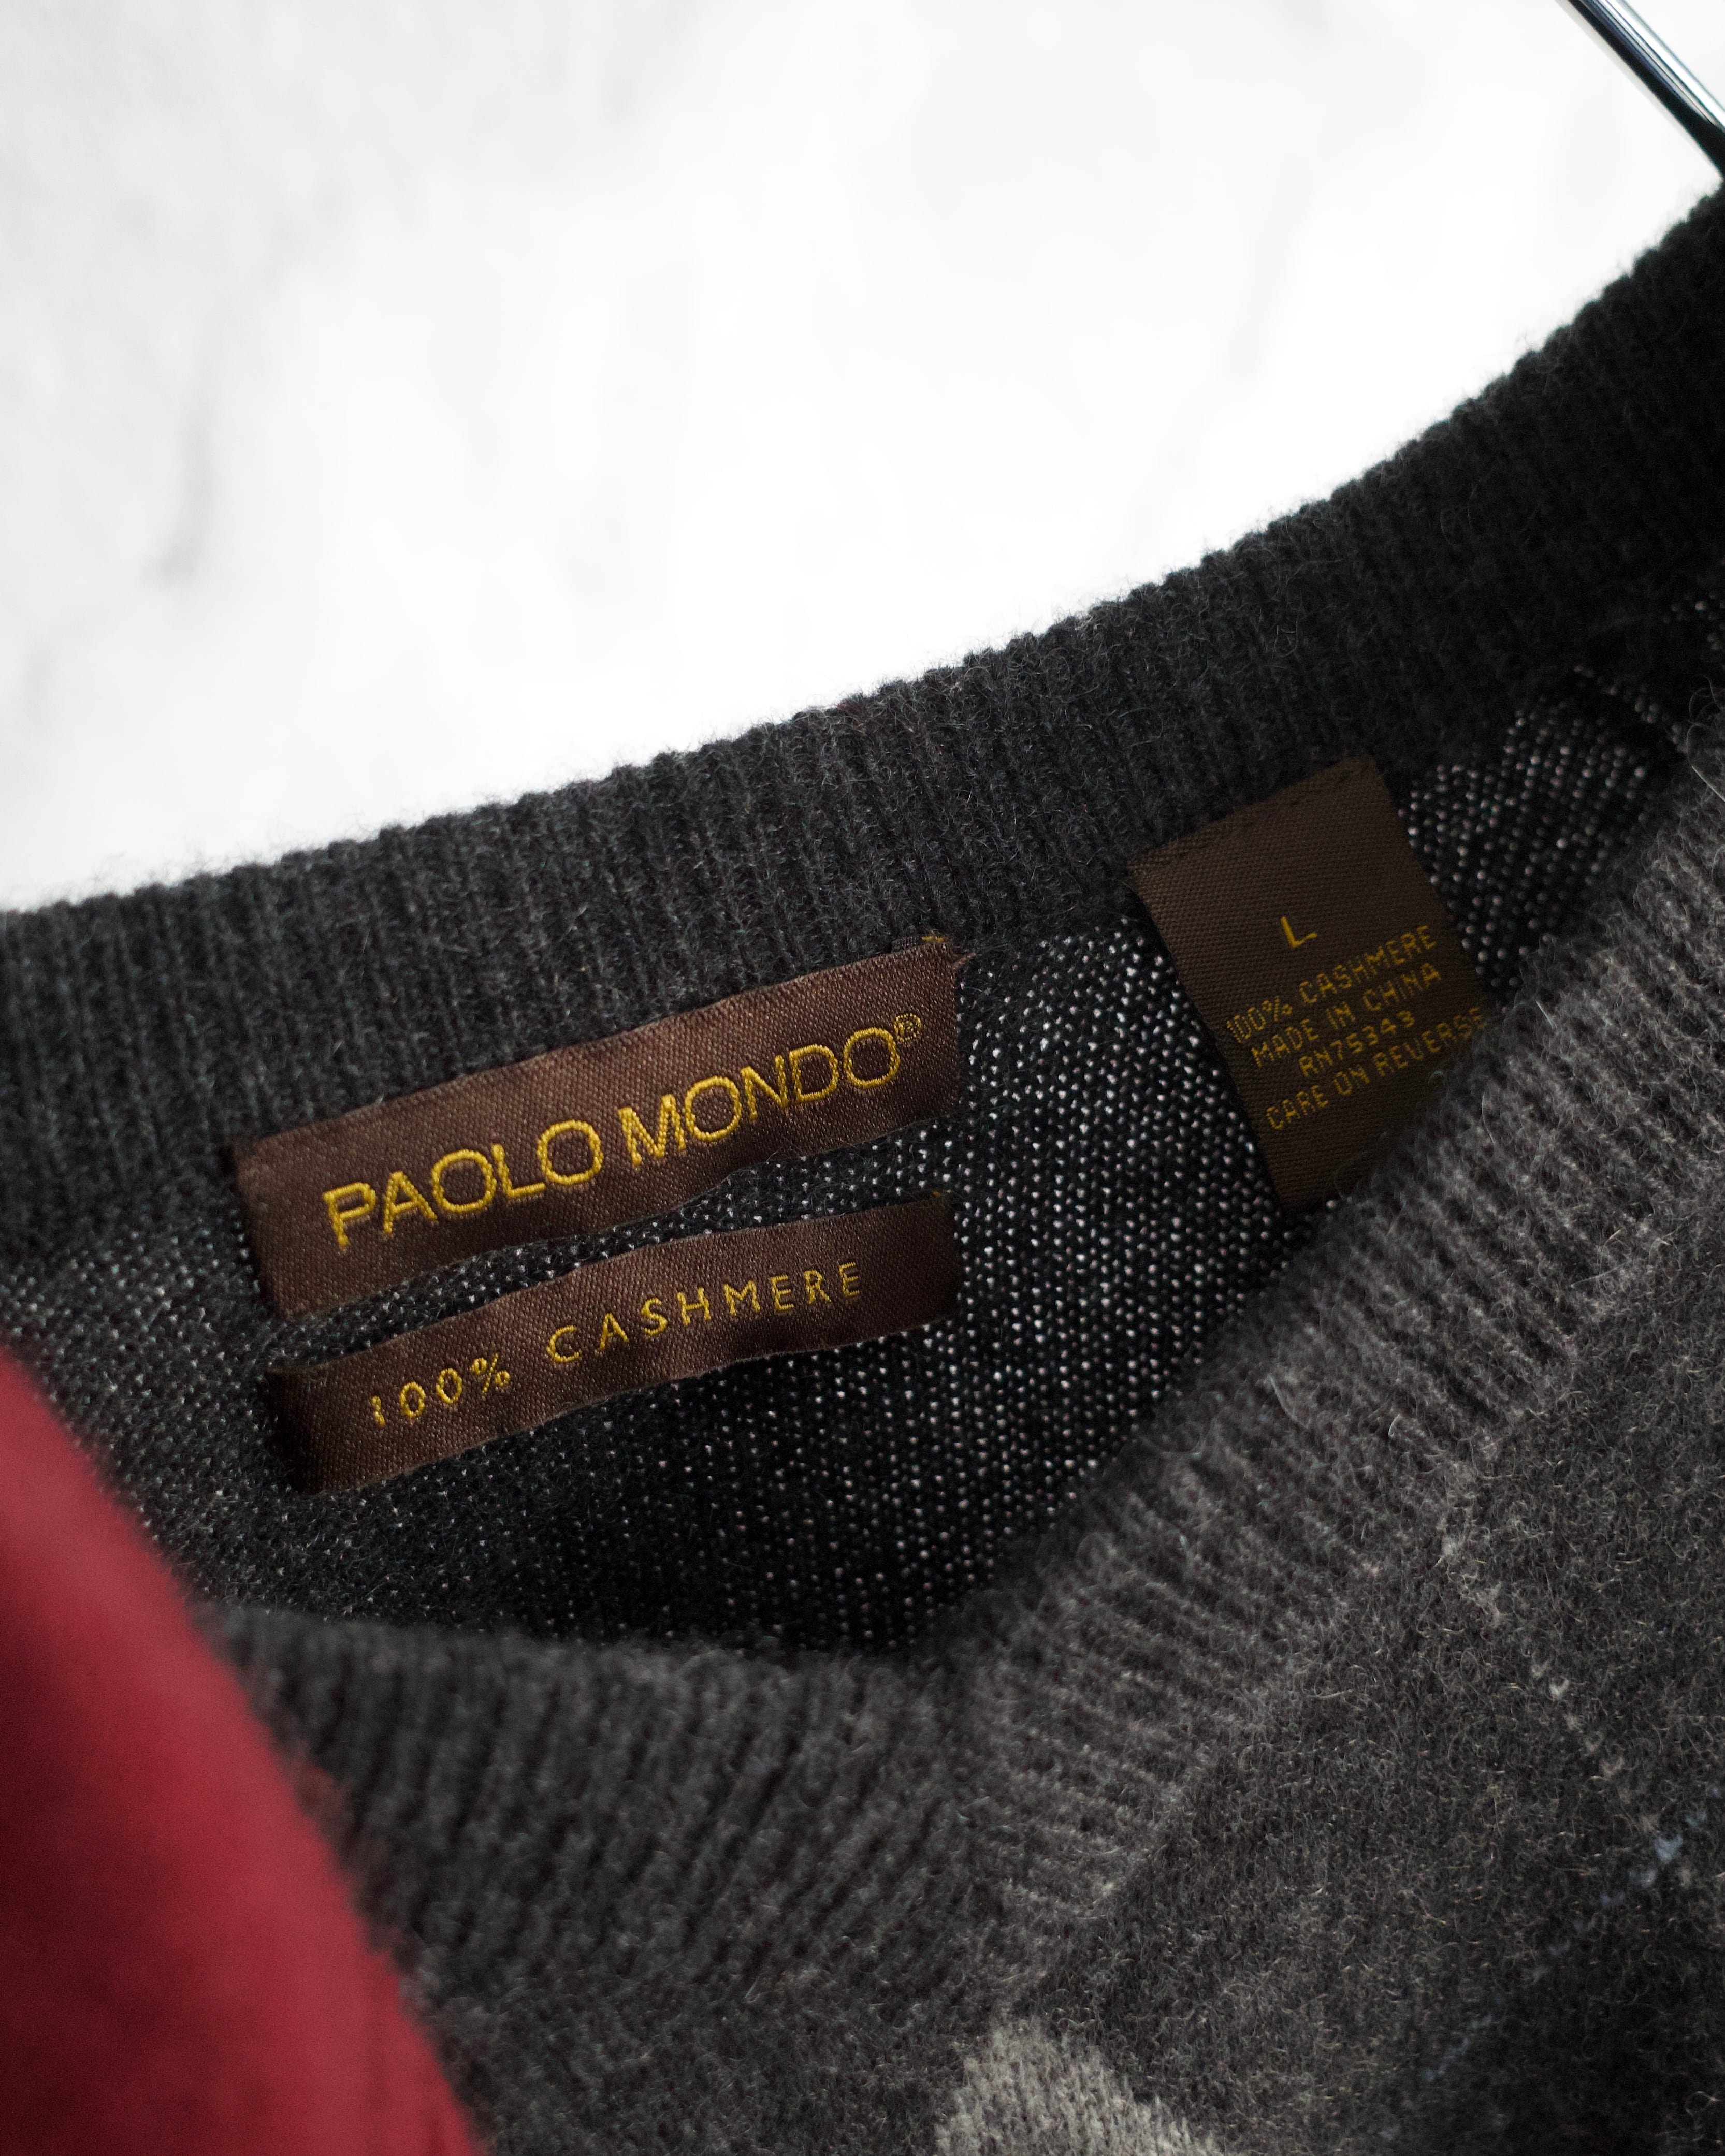 PAOLO MONDO®
100% CASHMERE
L
100% CASHMERE
MADE IN CHINA
RN75343
CARE ON REVERSE